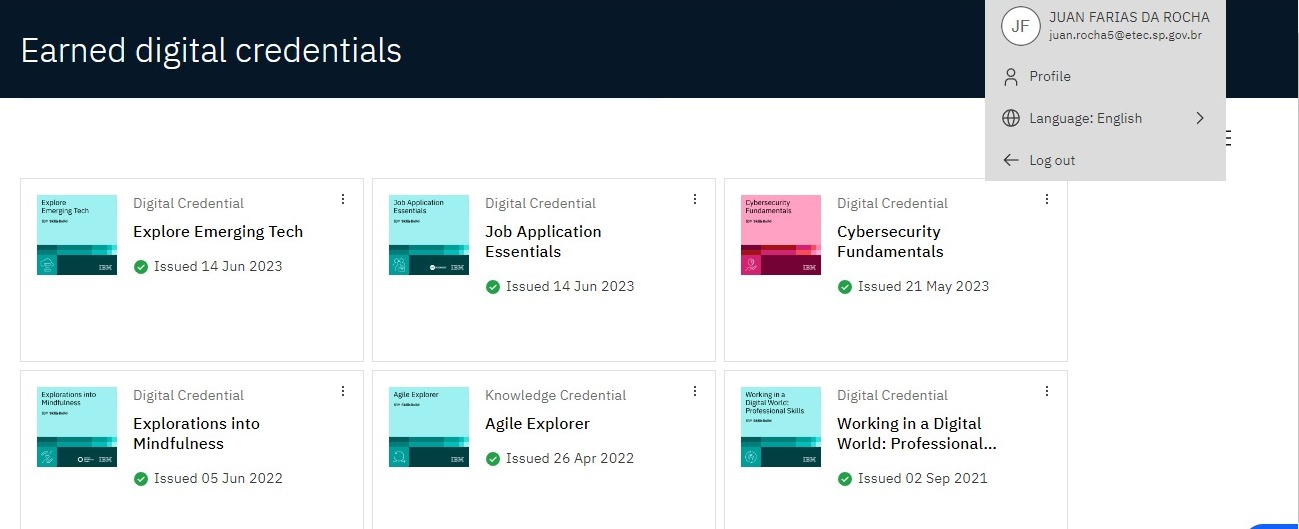 Earned digital credentials
JF
JUAN FARIAS DA ROCHA
juan.rocha5@etec.sp.gov.br
Profile
Language: English
Log out
Explore
Emerging Tech
IBM SkillsBuild
IBM
Digital Credential
Explore Emerging Tech
Issued 14 Jun 2023
Job Application
Essentials
IBM SkillsBuild
IBM
Digital Credential
Job Application
Essentials
Issued 14 Jun 2023
Cybersecurity
Fundamentals
IBM SkillsBuild
IBM
Digital Credential
Cybersecurity
Fundamentals
Issued 21 May 2023
Explorations into
Mindfulness
IBM SkillsBuild
IBM
Digital Credential
Explorations into
Mindfulness
Issued 05 Jun 2022
Agile Explorer
IBM SkillsBuild
IBM
Knowledge Credential
Agile Explorer
Issued 26 Apr 2022
Working in a
Digital World:
Professional Skills
IBM SkillsBuild
IBM
Digital Credential
Working in a Digital
World: Professional...
Issued 02 Sep 2021